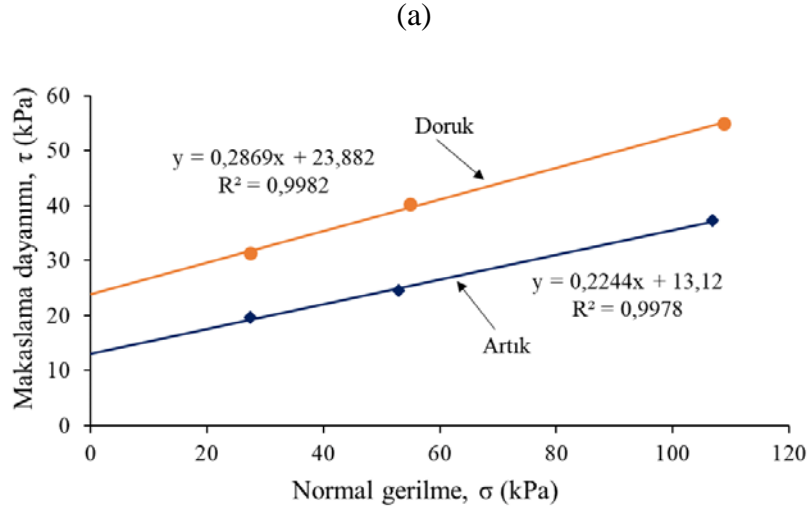 (a)
Makaslama dayanımı, τ (kPa)
60
50
40
30
20
10
0
Doruk
y = 0,2869x + 23,882
R² = 0,9982
y = 0,2244x + 13,12
R² = 0,9978
Artık
0 20 40 60 80 100 120
Normal gerilme, σ (kPa)